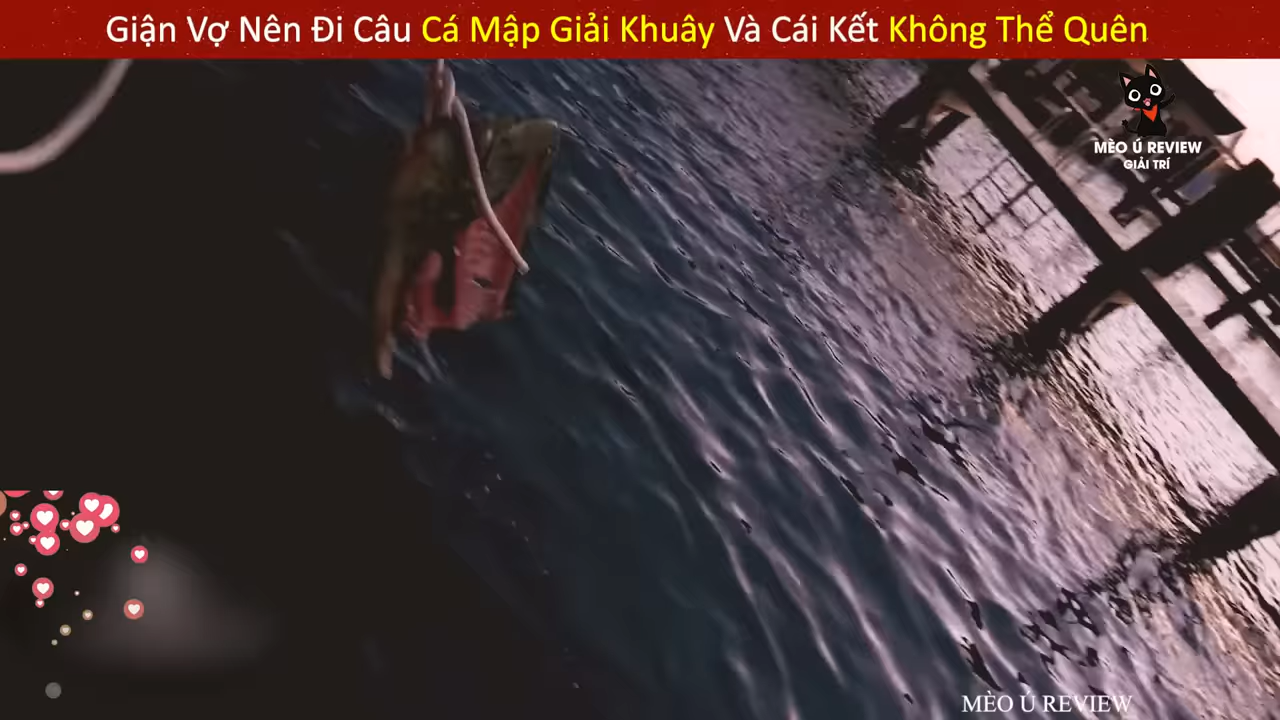 Giận Vợ Nên Đi Câu Cá Mập Giải Khuây Và Cái Kết Không Thể Quên
MÈO Ú REVIEW
GIẢI TRÍ
MÈO Ú REVIEW